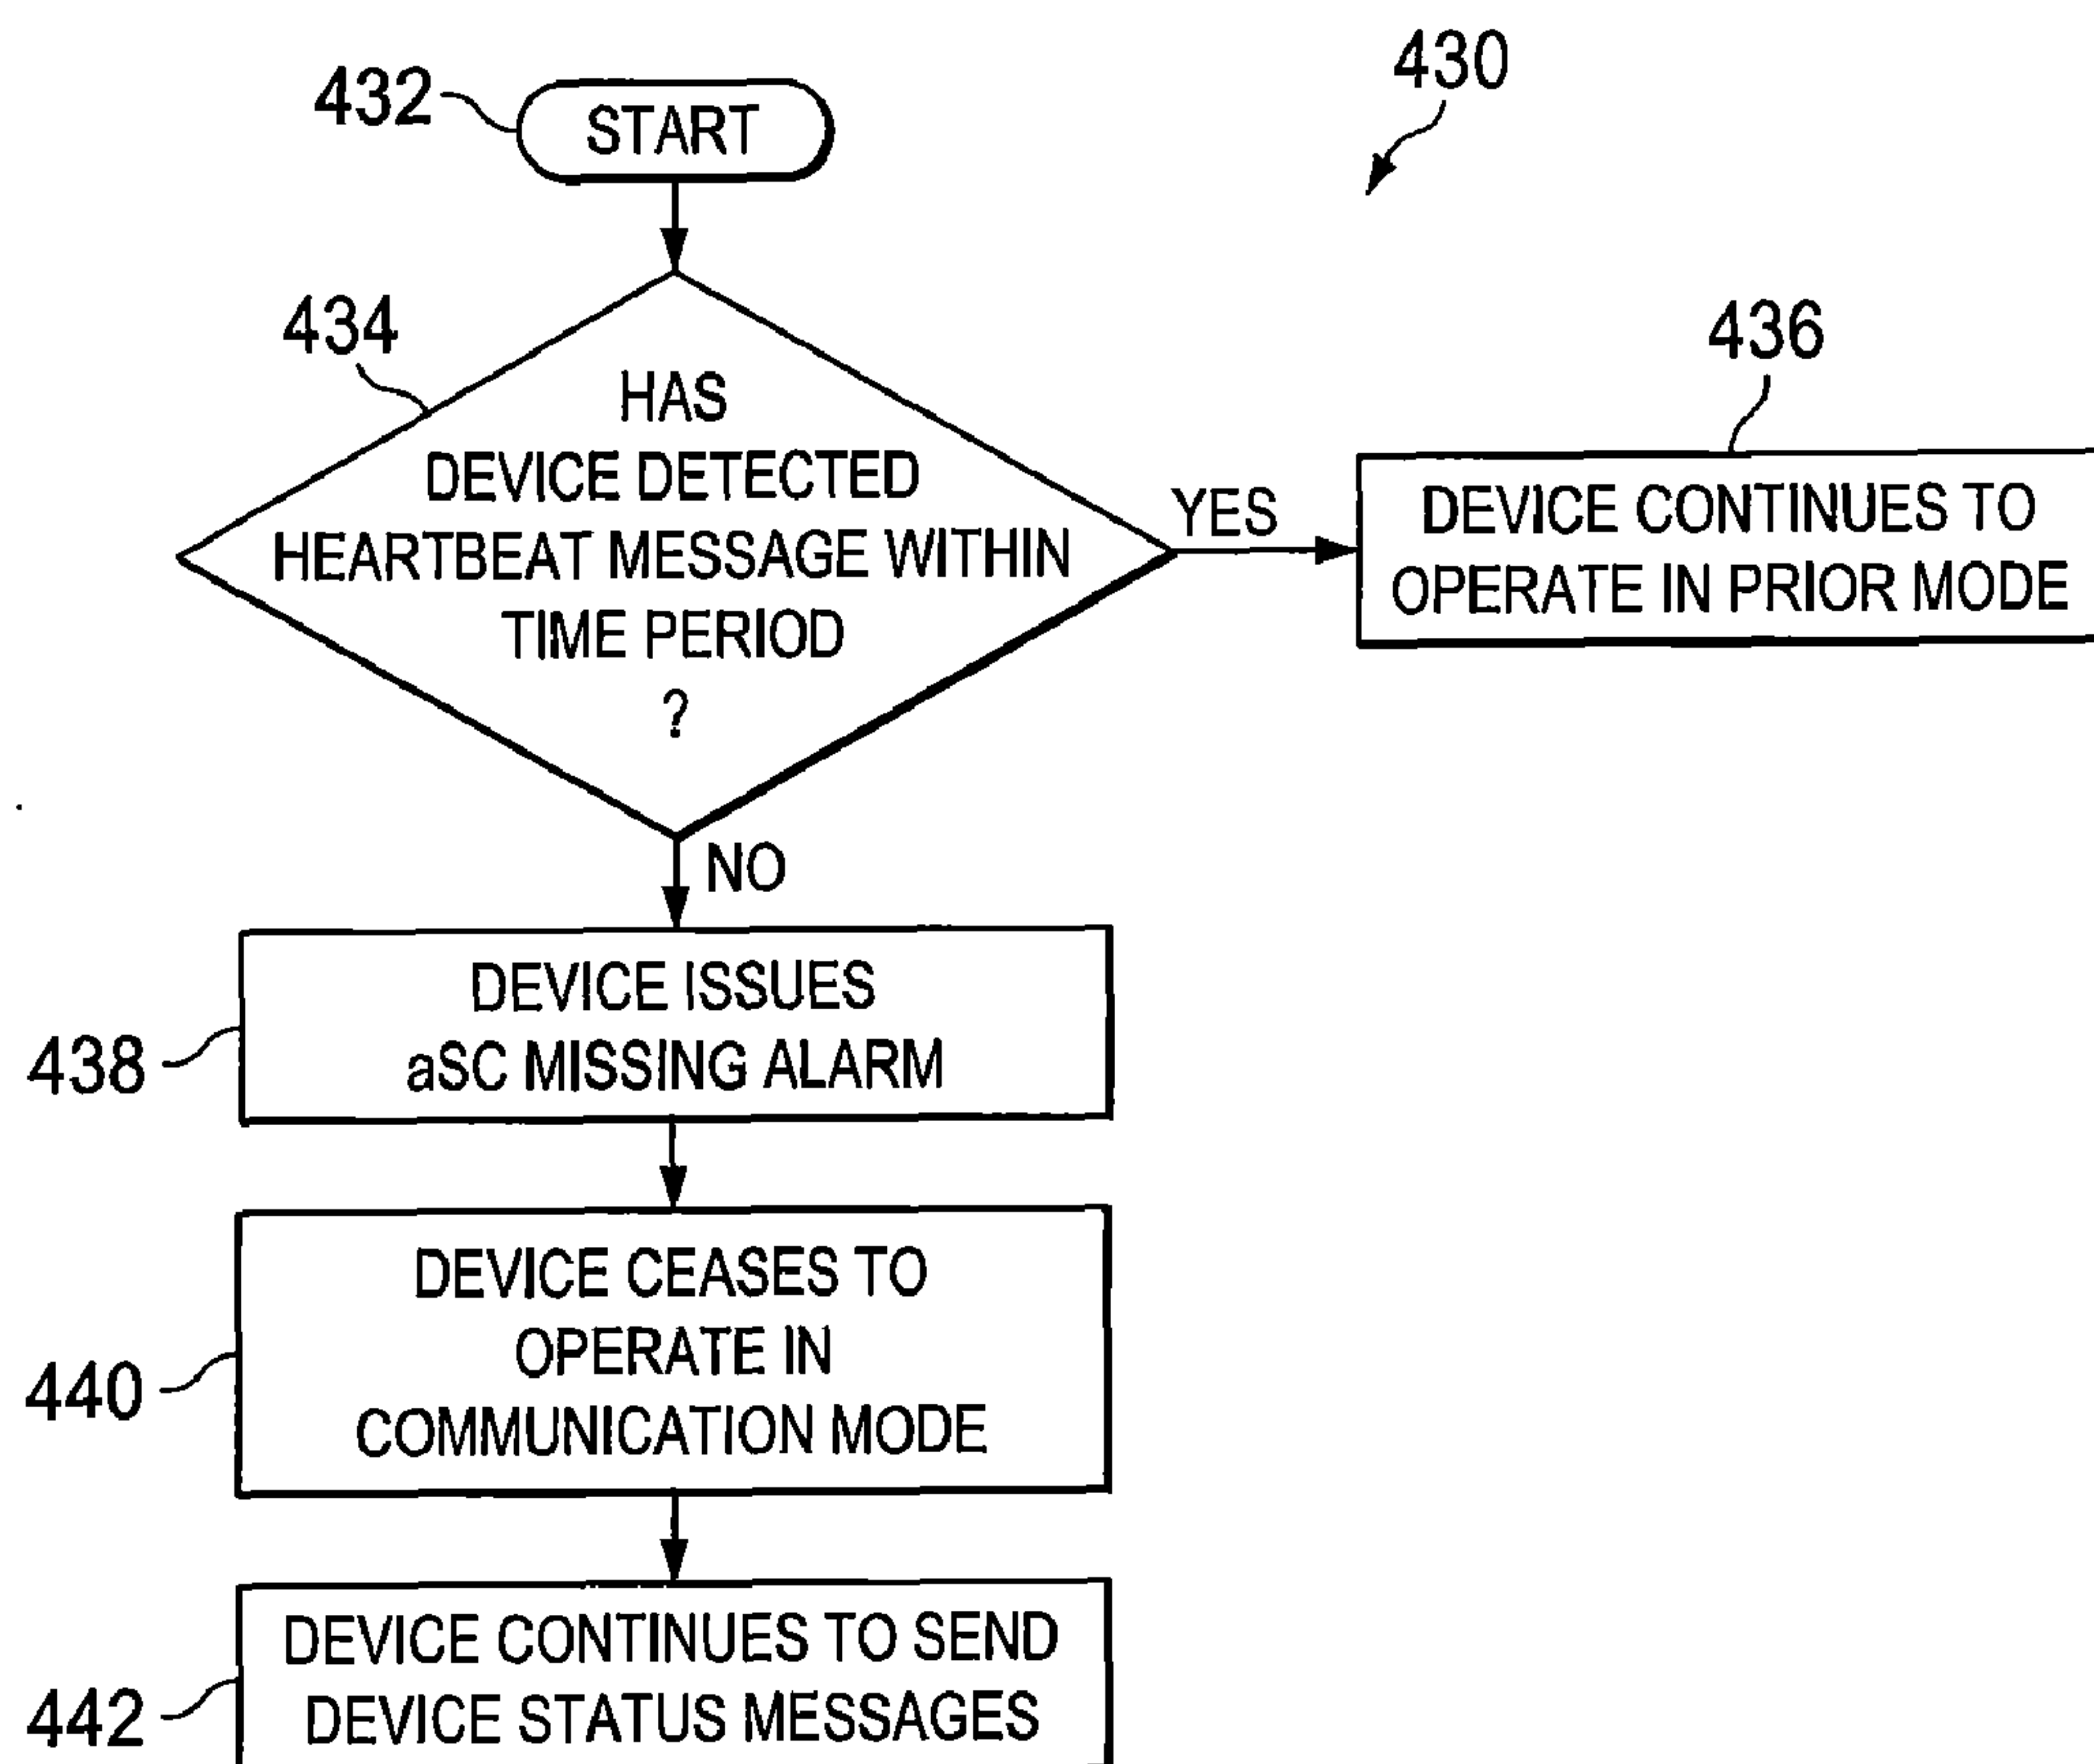 430
432
START
434
HAS
DEVICE DETECTED
HEARTBEAT MESSAGE WITHIN
TIME PERIOD
?
YES
436
DEVICE CONTINUES TO
OPERATE IN PRIOR MODE
NO
438
DEVICE ISSUES
aSC MISSING ALARM
440
DEVICE CEASES TO
OPERATE IN
COMMUNICATION MODE
442
DEVICE CONTINUES TO SEND
DEVICE STATUS MESSAGES